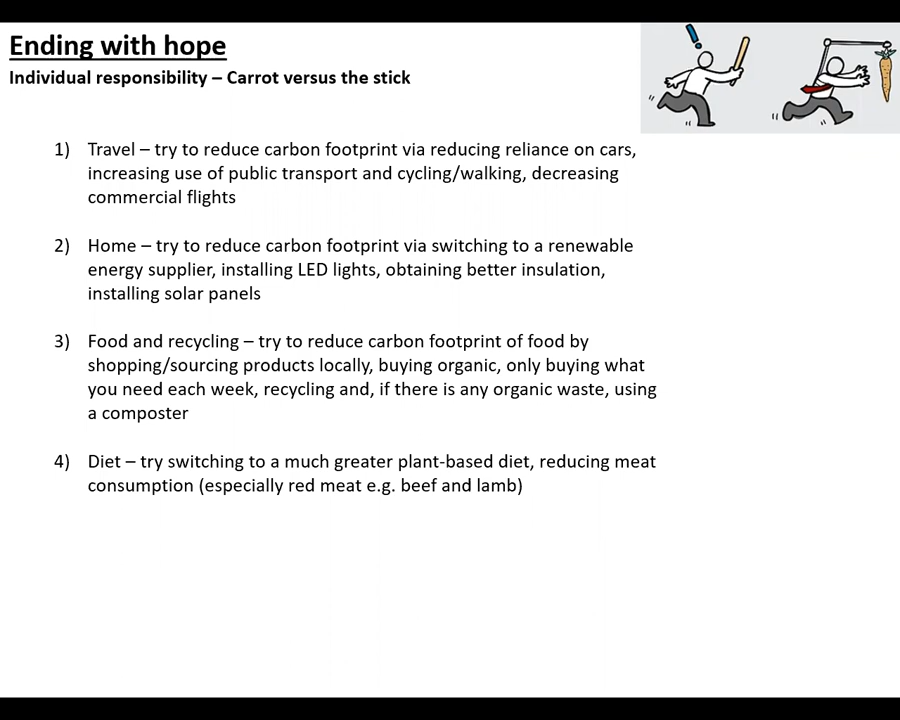 Ending with hope
Individual responsibility – Carrot versus the stick
1) Travel – try to reduce carbon footprint via reducing reliance on cars,
increasing use of public transport and cycling/walking, decreasing
commercial flights
2) Home – try to reduce carbon footprint via switching to a renewable
energy supplier, installing LED lights, obtaining better insulation,
installing solar panels
3) Food and recycling – try to reduce carbon footprint of food by
shopping/sourcing products locally, buying organic, only buying what
you need each week, recycling and, if there is any organic waste, using
a composter
4) Diet – try switching to a much greater plant-based diet, reducing meat
consumption (especially red meat e.g. beef and lamb)